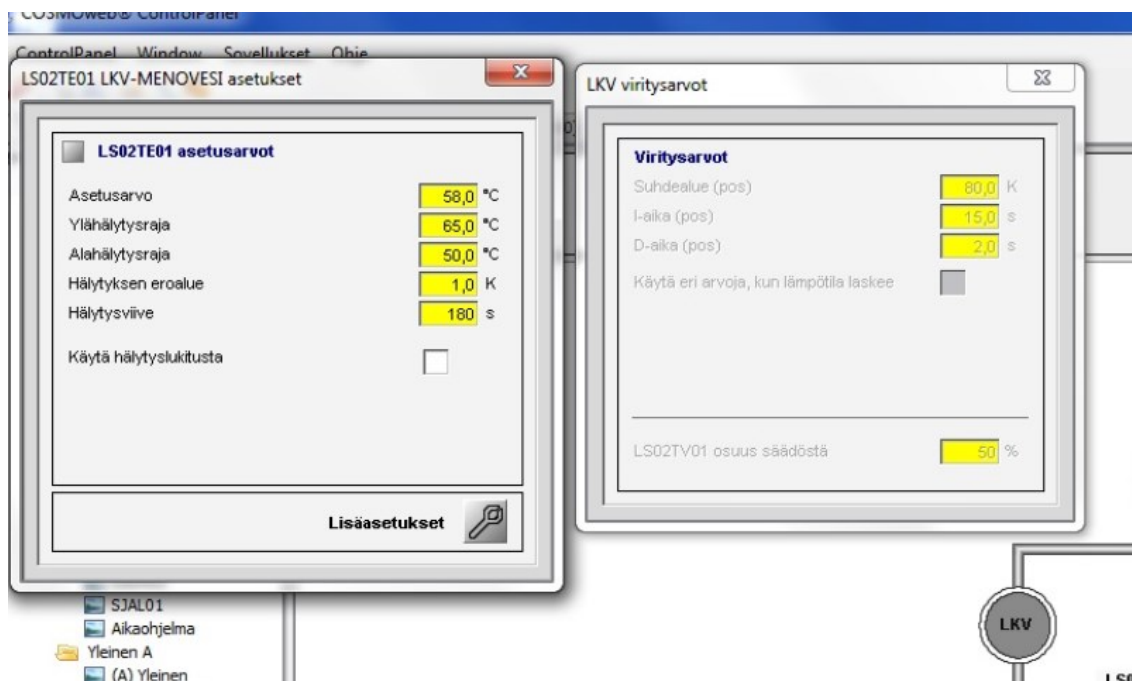 COSMOweb® ControlPanel
ControlPanel Window Sovellukset Ohje
LS02TE01 LKV-MENOVESI asetukset
LS02TE01 asetusarvot
Asetusarvo 58,0 °C
Ylähälytysraja 65,0 °C
Alahälytysraja 50,0 °C
Hälytyksen eroalue 1,0 K
Hälytysviive 180 s
Käytä hälytyslukitusta
Lisäasetukset
LKV viritysarvot
Viritysarvot
Suhdealue (pos) 80,0 K
I-aika (pos) 15,0 s
D-aika (pos) 2,0 s
Käytä eri arvoja, kun lämpötila laskee
LS02TV01 osuus säädöstä 50 %
SJAL01
Aikaohjelma
Yleinen A
(A) Yleinen
LKV